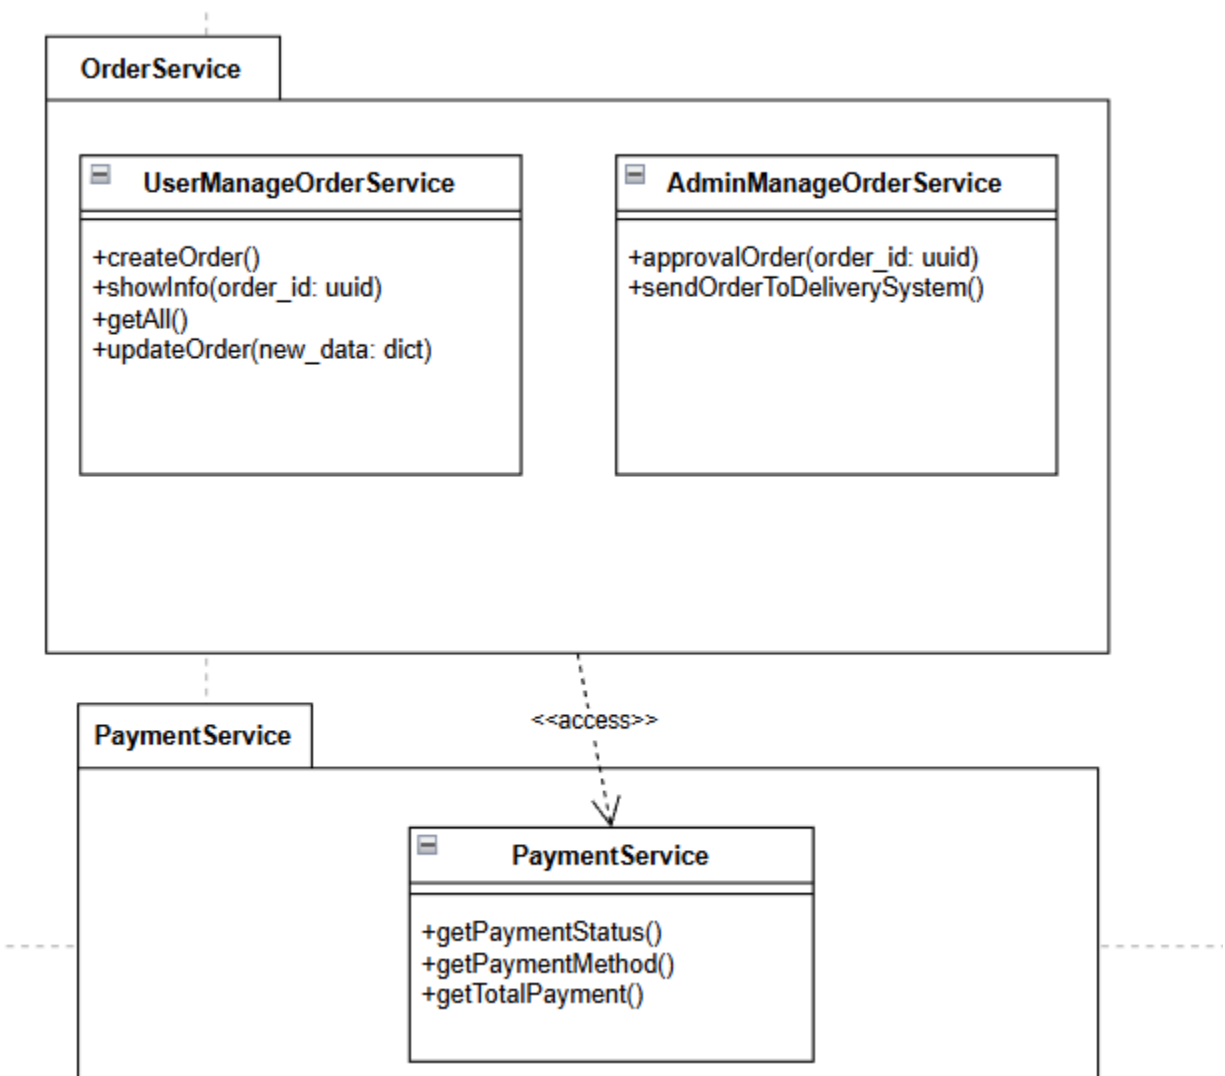 OrderService
UserManageOrderService
+createOrder()
+showInfo(order_id: uuid)
+getAll()
+updateOrder(new_data: dict)
AdminManageOrderService
+approvalOrder(order_id: uuid)
+sendOrderToDeliverySystem()
<<access>>
PaymentService
PaymentService
+getPaymentStatus()
+getPaymentMethod()
+getTotalPayment()